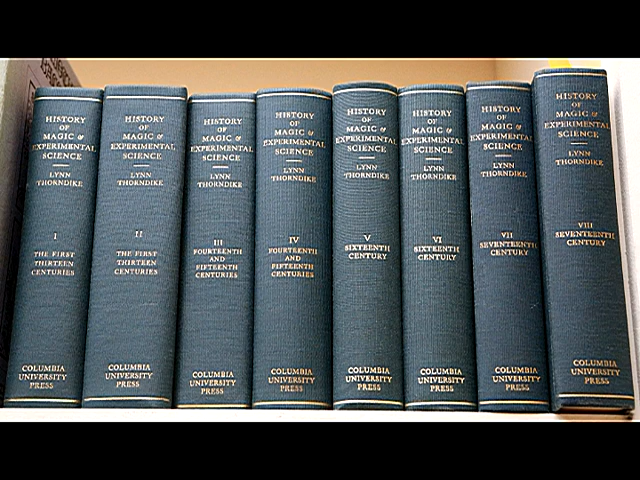 HISTORY
OF
MAGIC &
EXPERIMENTAL
SCIENCE
LYNN
THORNDIKE
I
THE FIRST
THIRTEEN
CENTURIES
COLUMBIA
UNIVERSITY
PRESS
HISTORY
OF
MAGIC &
EXPERIMENTAL
SCIENCE
LYNN
THORNDIKE
II
THE FIRST
THIRTEEN
CENTURIES
COLUMBIA
UNIVERSITY
PRESS
HISTORY
OF
MAGIC &
EXPERIMENTAL
SCIENCE
LYNN
THORNDIKE
III
FOURTEENTH
AND
FIFTEENTH
CENTURIES
COLUMBIA
UNIVERSITY
PRESS
HISTORY
OF
MAGIC &
EXPERIMENTAL
SCIENCE
LYNN
THORNDIKE
IV
FOURTEENTH
AND
FIFTEENTH
CENTURIES
COLUMBIA
UNIVERSITY
PRESS
HISTORY
OF
MAGIC &
EXPERIMENTAL
SCIENCE
LYNN
THORNDIKE
V
SIXTEENTH
CENTURY
COLUMBIA
UNIVERSITY
PRESS
HISTORY
OF
MAGIC &
EXPERIMENTAL
SCIENCE
LYNN
THORNDIKE
VI
SIXTEENTH
CENTURY
COLUMBIA
UNIVERSITY
PRESS
HISTORY
OF
MAGIC &
EXPERIMENTAL
SCIENCE
LYNN
THORNDIKE
VII
SEVENTEENTH
CENTURY
COLUMBIA
UNIVERSITY
PRESS
HISTORY
OF
MAGIC &
EXPERIMENTAL
SCIENCE
LYNN
THORNDIKE
VIII
SEVENTEENTH
CENTURY
COLUMBIA
UNIVERSITY
PRESS